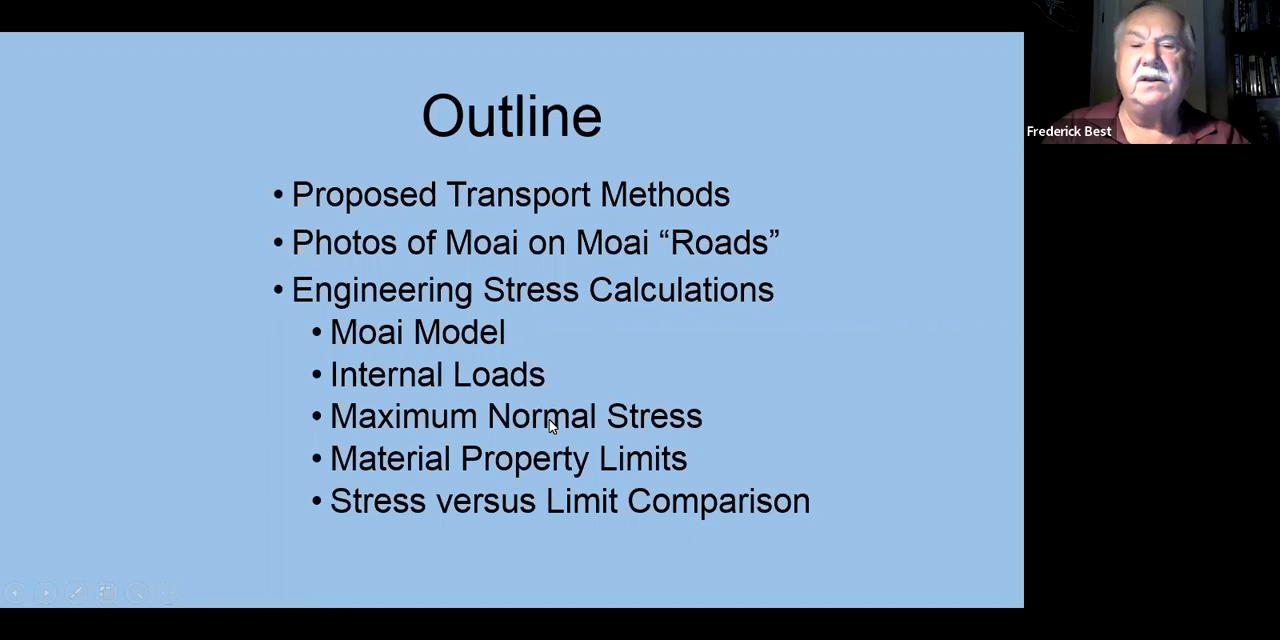 Outline
• Proposed Transport Methods
• Photos of Moai on Moai “Roads”
• Engineering Stress Calculations
• Moai Model
• Internal Loads
• Maximum Normal Stress
• Material Property Limits
• Stress versus Limit Comparison
Frederick Best